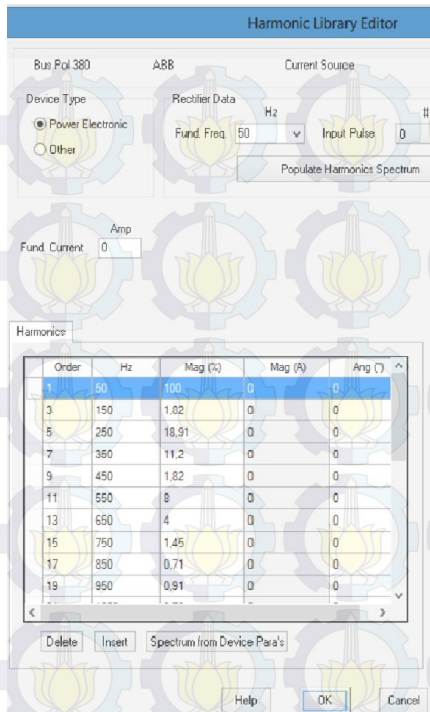 Harmonic Library Editor
Bus Pol 380 ABB Current Source
Device Type
Rectifier Data
Power Electronic
Other
Hz #
Fund. Freq. 50 Input Pulse 0
Populate Harmonics Spectrum
Amp
Fund. Current 0
Harmonics
Order Hz Mag (%) Mag (A) Ang (°)
1 50 100 0 0
3 150 1,82 0 0
5 250 18,91 0 0
7 350 11,2 0 0
9 450 1,82 0 0
11 550 8 0 0
13 650 4 0 0
15 750 1,45 0 0
17 850 0,71 0 0
19 950 0,91 0 0
Delete Insert Spectrum from Device Para's
Help OK Cancel